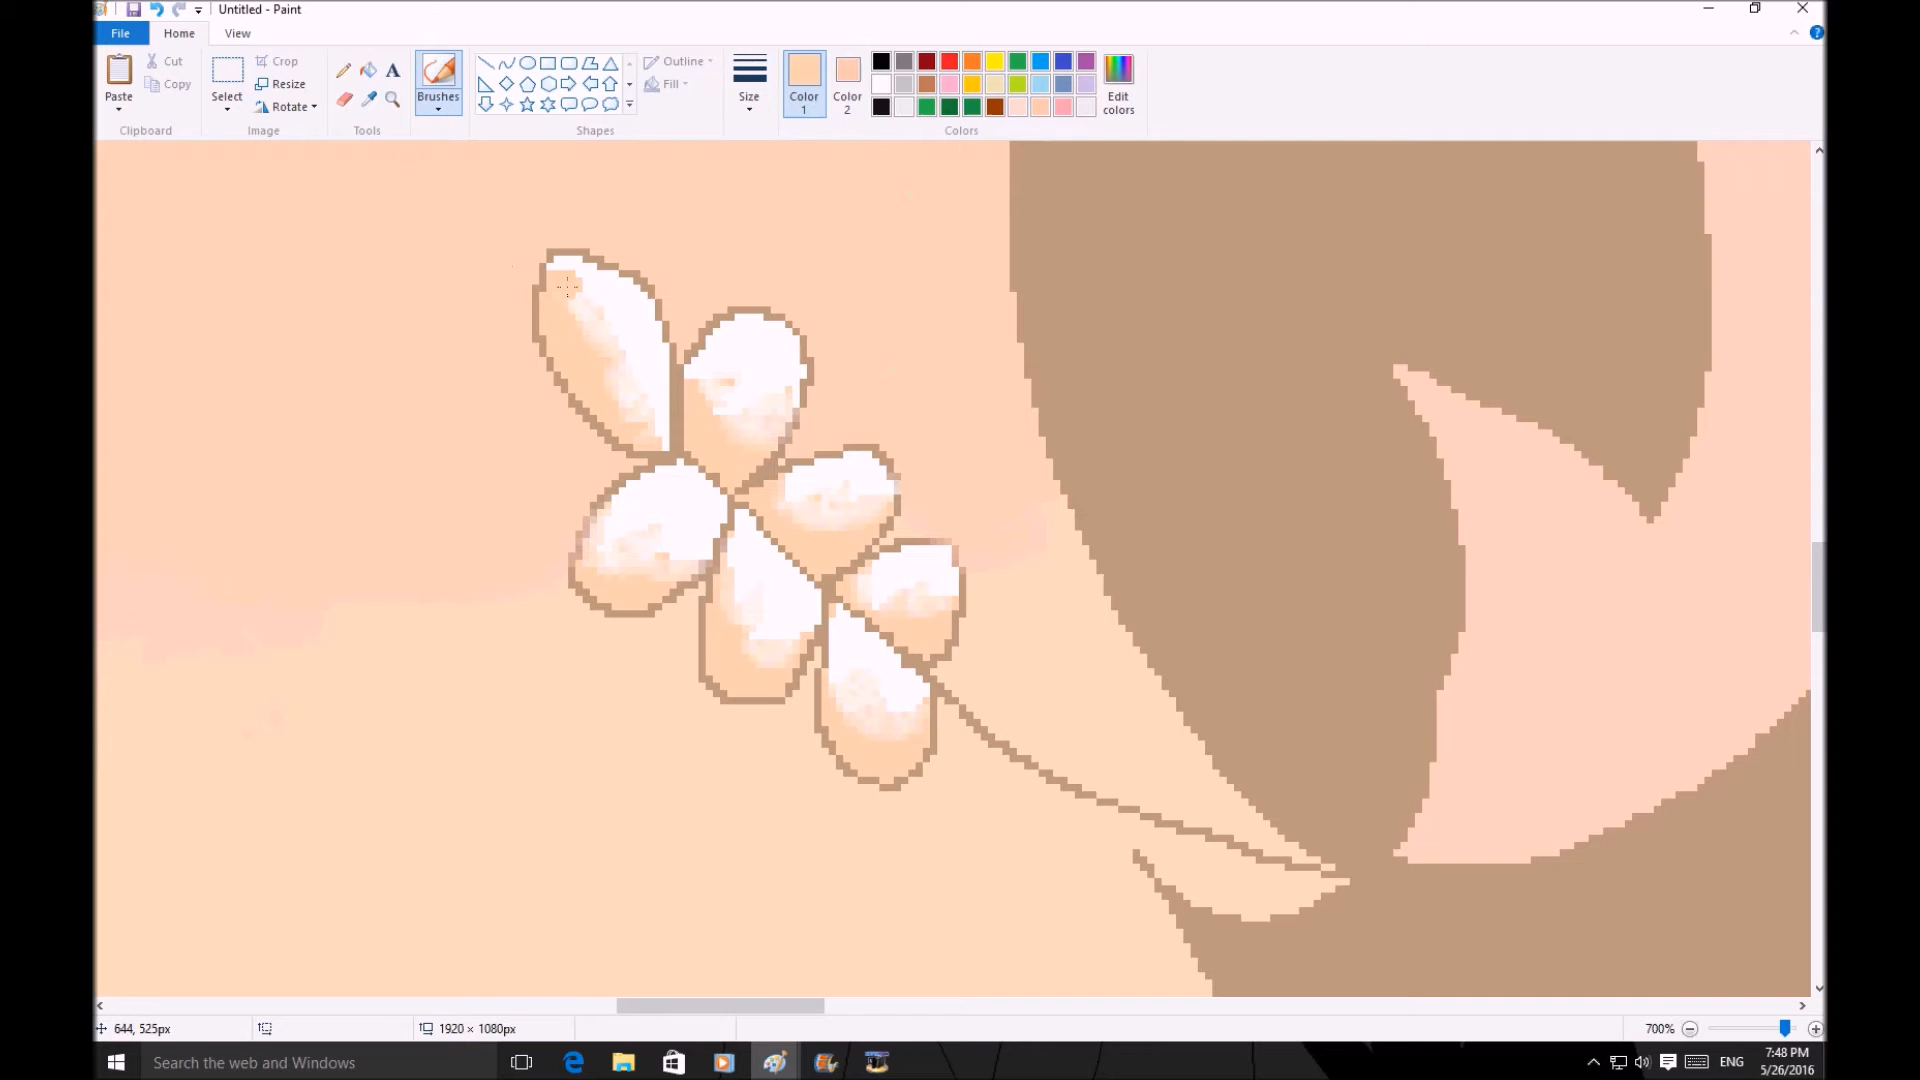 Untitled - Paint
File
Home
View
Paste
Cut
Copy
Clipboard
Select
Crop
Resize
Rotate
Image
Tools
Brushes
Outline
Fill
Shapes
Size
Color
1
Color
2
Edit
colors
Colors
644, 525px
1920 × 1080px
700%
Search the web and Windows
ENG
7:48 PM
5/26/2016